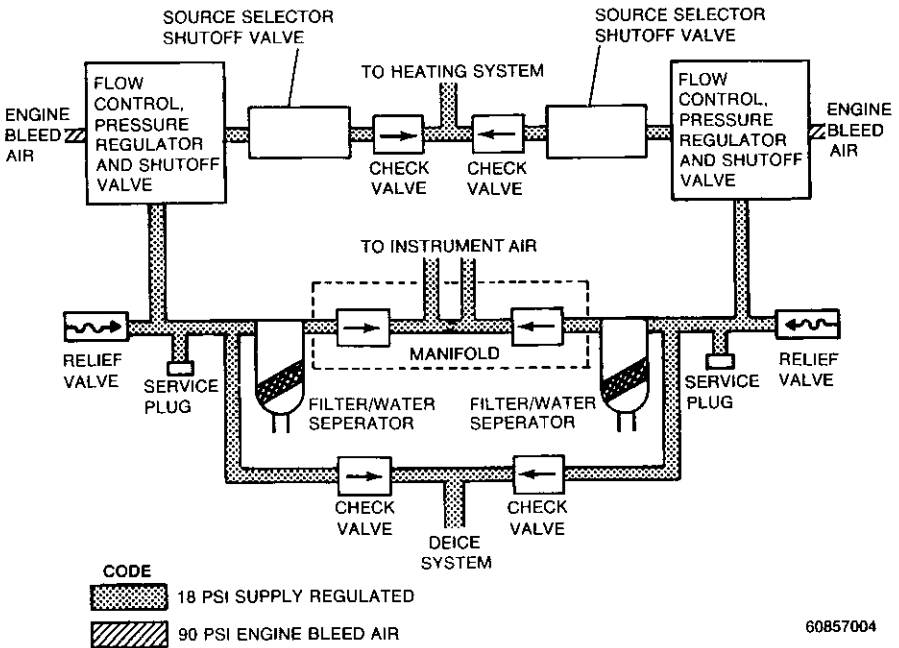 SOURCE SELECTOR
SHUTOFF VALVE
SOURCE SELECTOR
SHUTOFF VALVE
FLOW
CONTROL,
PRESSURE
REGULATOR
AND SHUTOFF
VALVE
TO HEATING SYSTEM
FLOW
CONTROL,
PRESSURE
REGULATOR
AND SHUTOFF
VALVE
ENGINE
BLEED
AIR
ENGINE
BLEED
AIR
CHECK
VALVE
CHECK
VALVE
TO INSTRUMENT AIR
MANIFOLD
RELIEF
VALVE
SERVICE
PLUG
FILTER/WATER
SEPERATOR
FILTER/WATER
SEPERATOR
SERVICE
PLUG
RELIEF
VALVE
CHECK
VALVE
CHECK
VALVE
DEICE
SYSTEM
CODE
18 PSI SUPPLY REGULATED
90 PSI ENGINE BLEED AIR
60857004